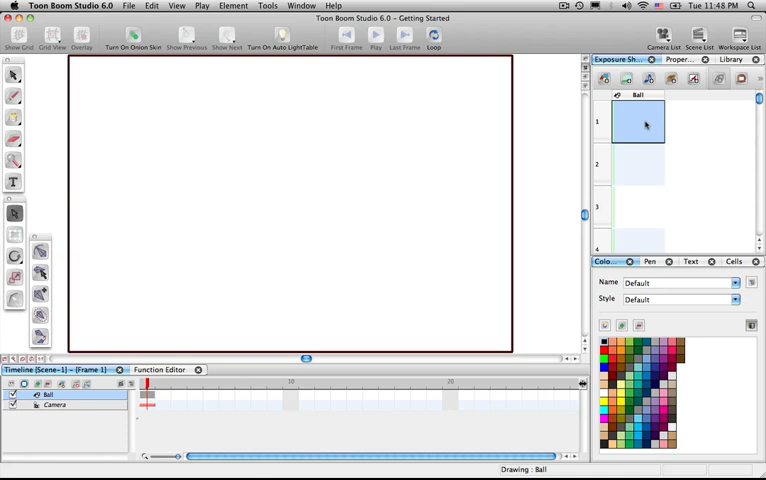 Toon Boom Studio 6.0 File Edit View Play Element Tools Window Help Tue 11:48 PM
Toon Boom Studio 6.0 - Getting Started
Show Grid Grid View Overlay Turn On Onion Skin Show Previous Show Next Turn On Auto LightTable First Frame Play Last Frame Loop Camera List Scene List Workspace List
Exposure Sh... Proper... Library
Ball
1
2
3
4
T
Colo... Pen Text Cells
Name Default
Style Default
Timeline [Scene-1] - [Frame 1] Function Editor
10 20
Ball
Camera
Drawing : Ball